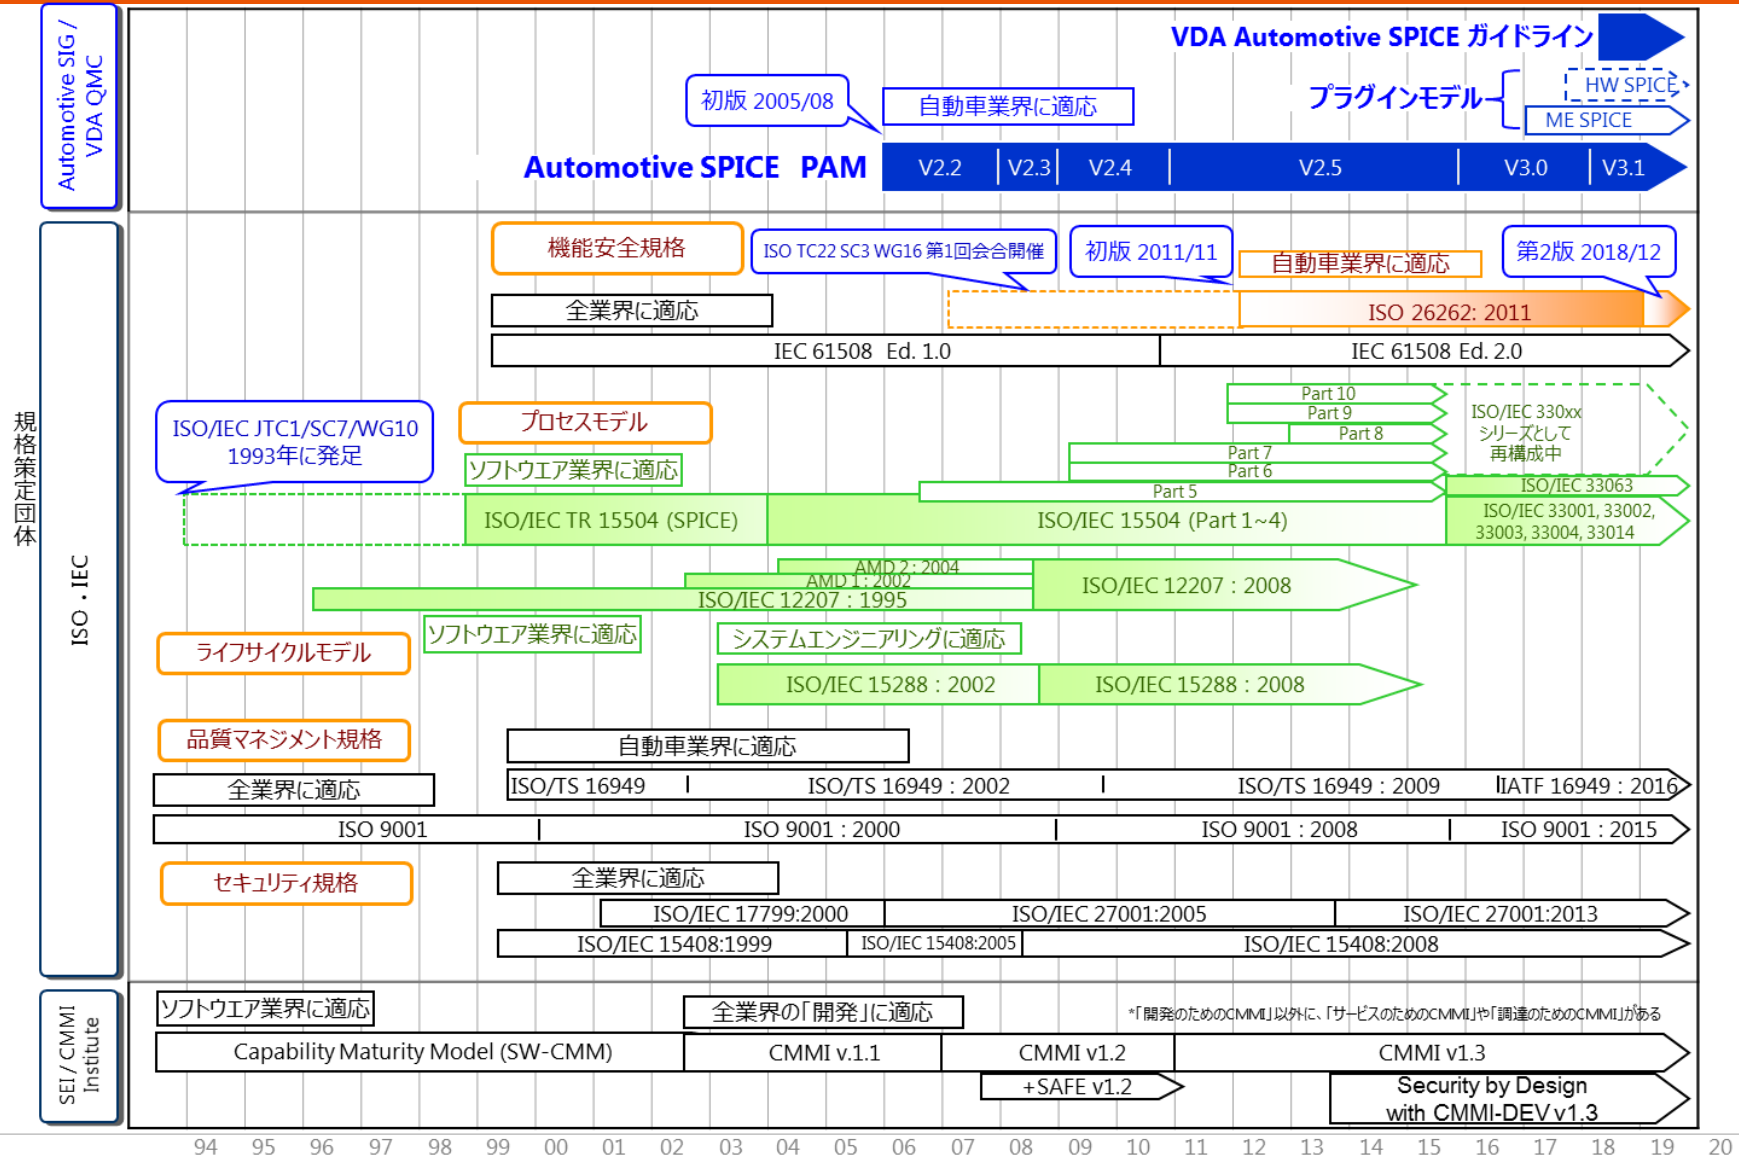 Automotive SIG /
VDA QMC
VDA Automotive SPICE ガイドライン
プラグインモデル
HW SPICE
ME SPICE
初版 2005/08
自動車業界に適応
Automotive SPICE PAM
V2.2
V2.3
V2.4
V2.5
V3.0
V3.1
規格策定団体
ISO・IEC
機能安全規格
ISO TC22 SC3 WG16 第1回会合開催
初版 2011/11
自動車業界に適応
第2版 2018/12
全業界に適応
ISO 26262: 2011
IEC 61508 Ed. 1.0
IEC 61508 Ed. 2.0
ISO/IEC JTC1/SC7/WG10
1993年に発足
プロセスモデル
ソフトウエア業界に適応
Part 10
Part 9
Part 8
Part 7
Part 6
Part 5
ISO/IEC 330xx
シリーズとして
再構成中
ISO/IEC 33063
ISO/IEC TR 15504 (SPICE)
ISO/IEC 15504 (Part 1~4)
ISO/IEC 33001, 33002,
33003, 33004, 33014
AMD 2 : 2004
AMD 1 : 2002
ISO/IEC 12207 : 1995
ISO/IEC 12207 : 2008
ソフトウエア業界に適応
システムエンジニアリングに適応
ライフサイクルモデル
ISO/IEC 15288 : 2002
ISO/IEC 15288 : 2008
品質マネジメント規格
自動車業界に適応
全業界に適応
ISO/TS 16949
ISO/TS 16949 : 2002
ISO/TS 16949 : 2009
IATF 16949 : 2016
ISO 9001
ISO 9001 : 2000
ISO 9001 : 2008
ISO 9001 : 2015
セキュリティ規格
全業界に適応
ISO/IEC 17799:2000
ISO/IEC 27001:2005
ISO/IEC 27001:2013
ISO/IEC 15408:1999
ISO/IEC 15408:2005
ISO/IEC 15408:2008
SEI / CMMI
Institute
ソフトウエア業界に適応
全業界の「開発」に適応
*「開発のためのCMMI」以外に、「サービスのためのCMMI」や「調達のためのCMMI」がある
Capability Maturity Model (SW-CMM)
CMMI v.1.1
CMMI v1.2
CMMI v1.3
+SAFE v1.2
Security by Design
with CMMI-DEV v1.3
94 95 96 97 98 99 00 01 02 03 04 05 06 07 08 09 10 11 12 13 14 15 16 17 18 19 20